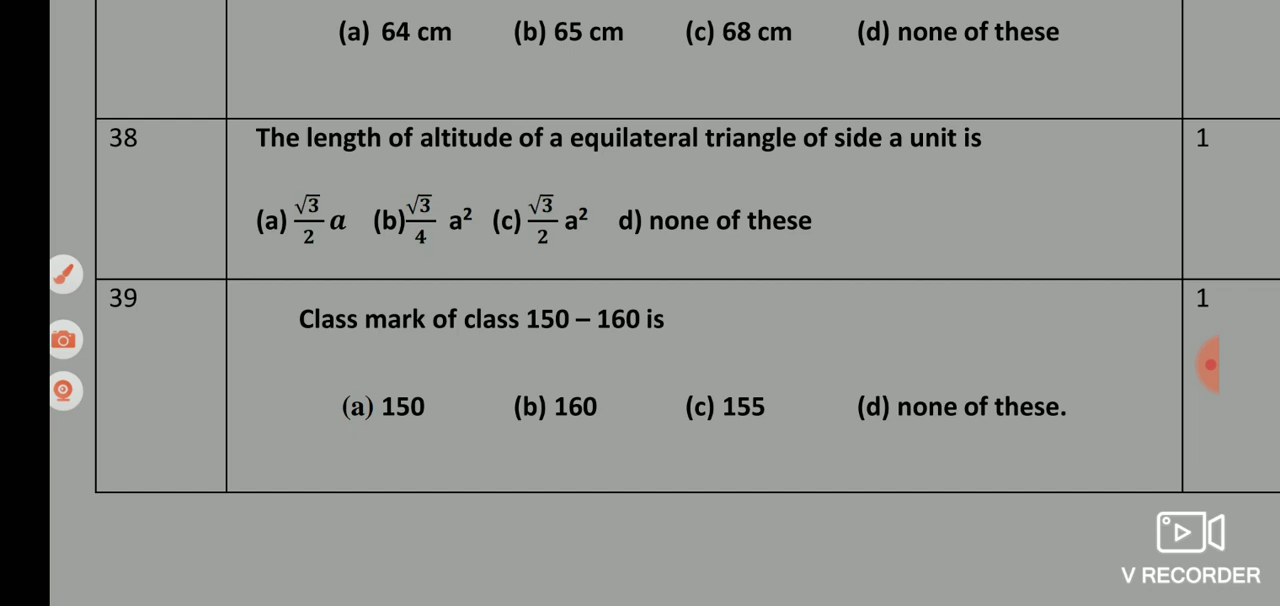 (a) 64 cm (b) 65 cm (c) 68 cm (d) none of these
38 The length of altitude of a equilateral triangle of side a unit is 1
(a) √3/2 a (b) √3/4 a² (c) √3/2 a² d) none of these
39 Class mark of class 150 – 160 is 1
(a) 150 (b) 160 (c) 155 (d) none of these.
V RECORDER